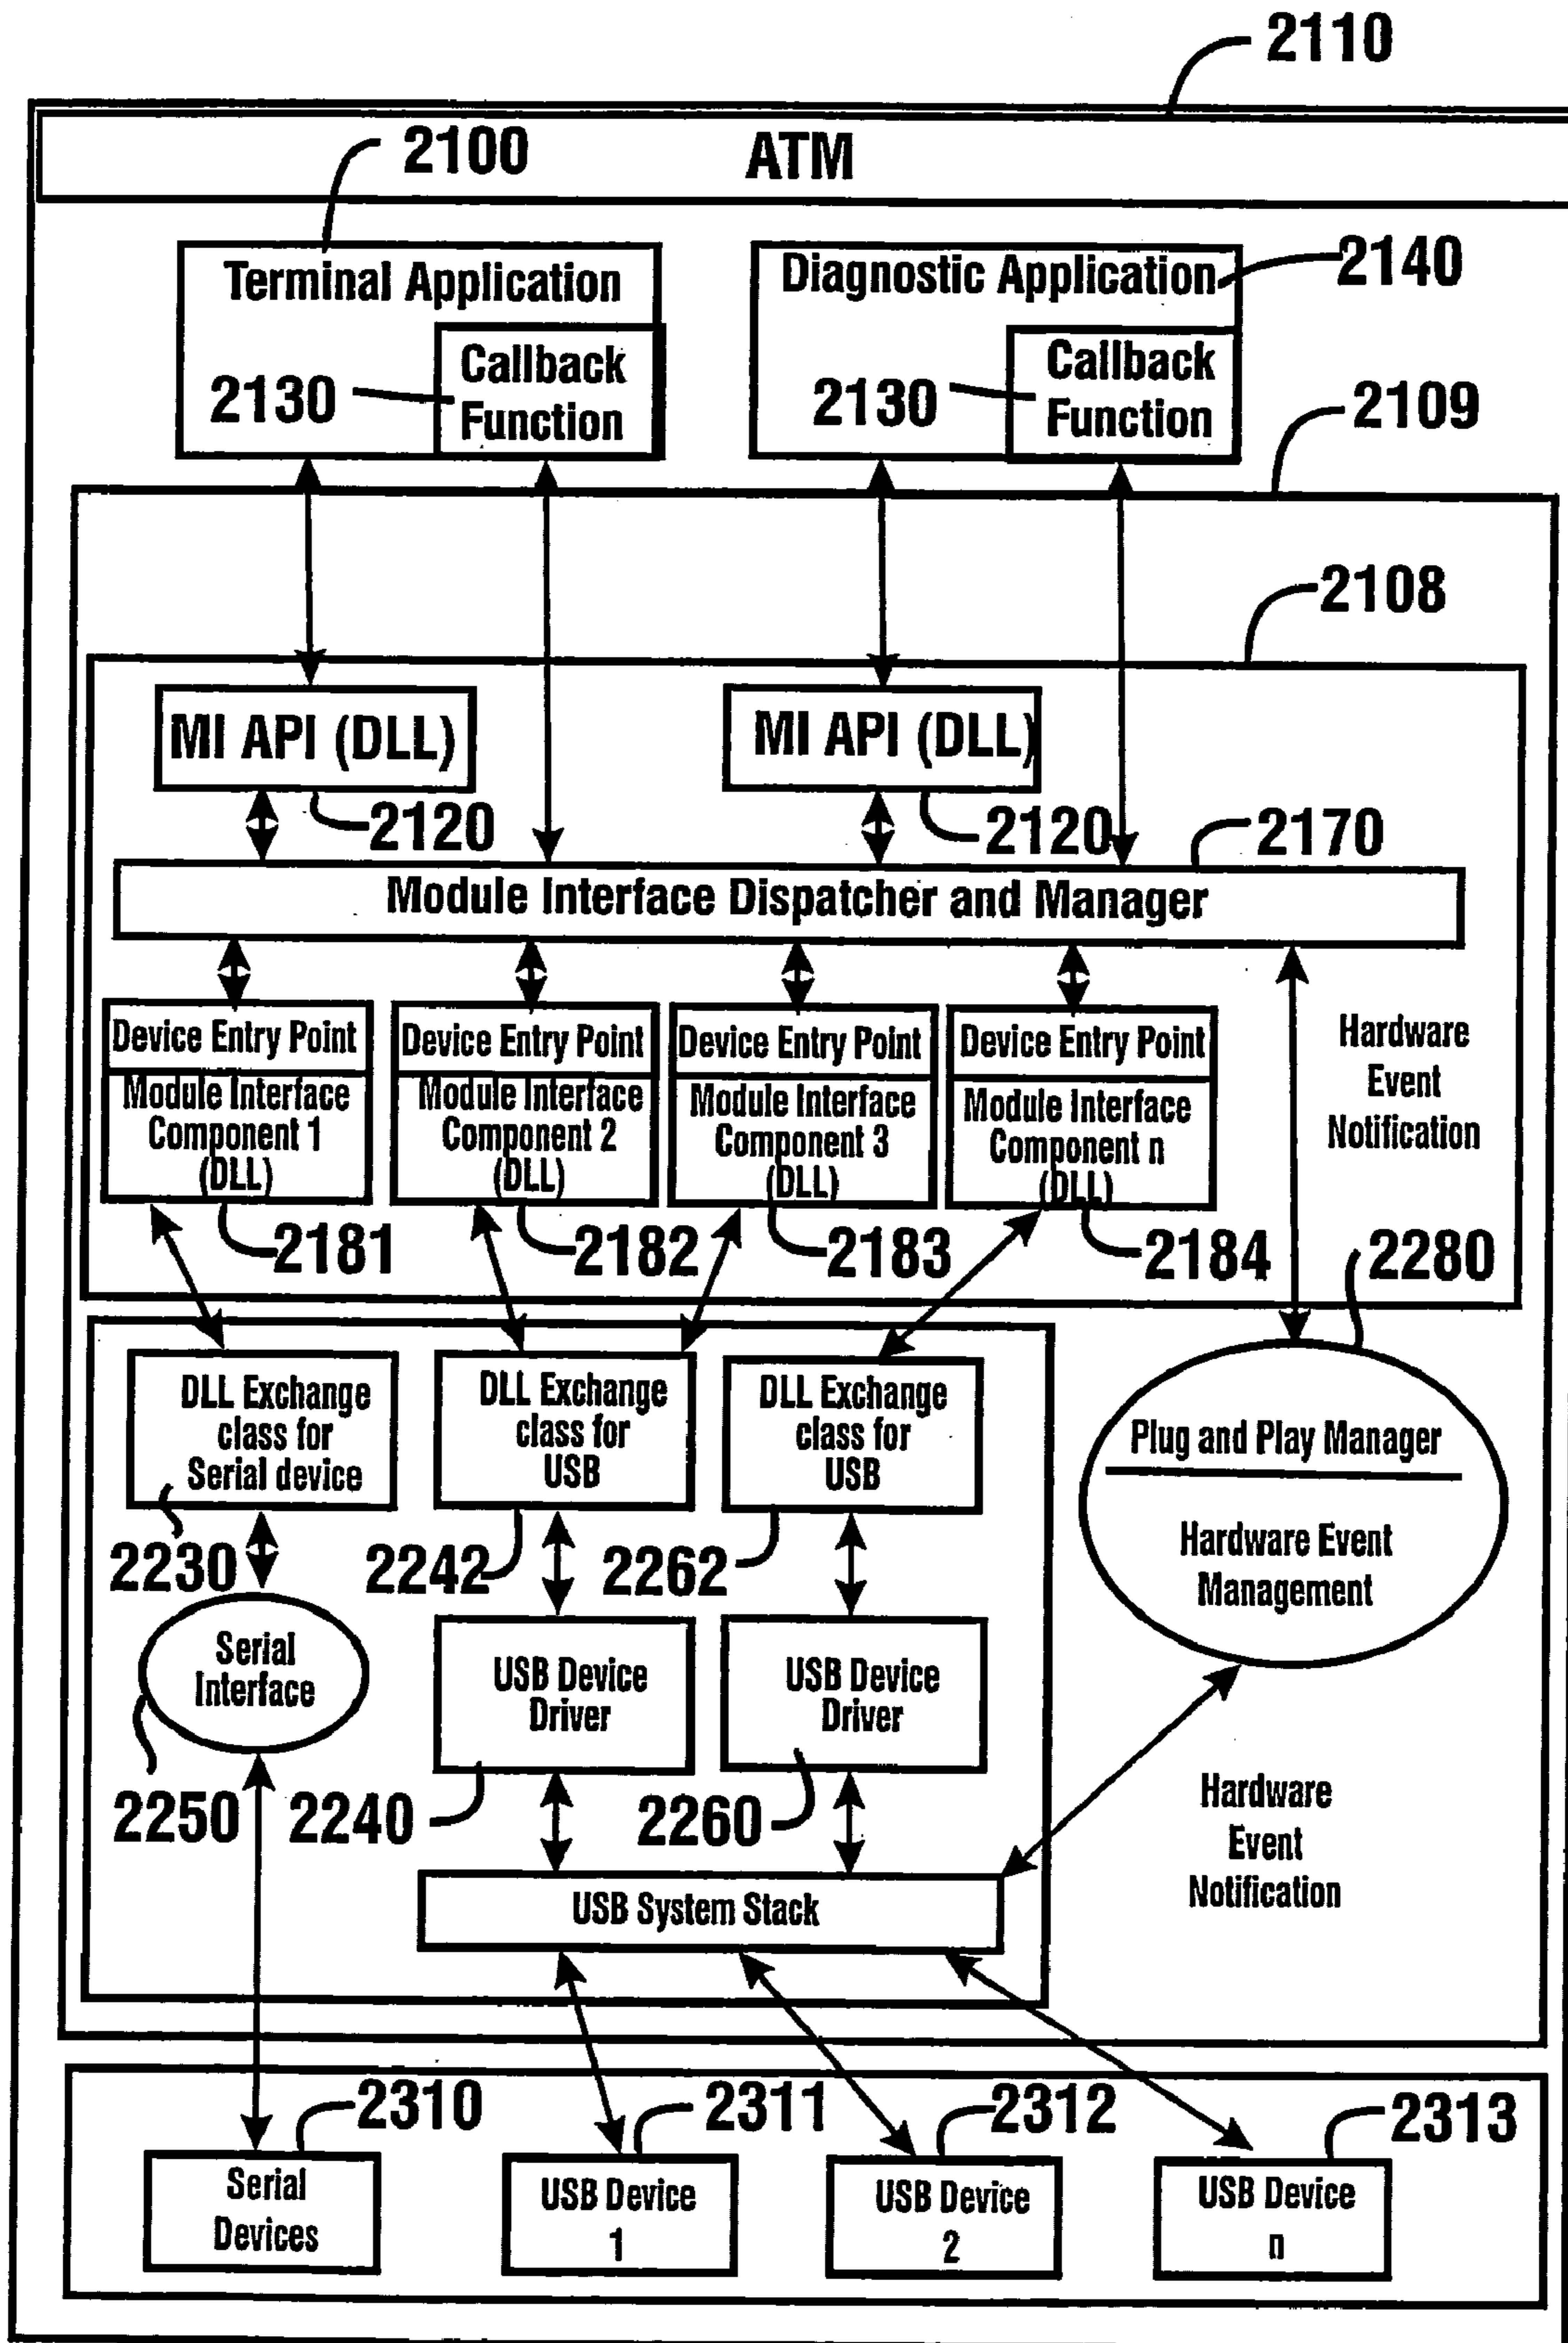 2110
2100
ATM
Terminal Application
Diagnostic Application
2140
Callback
Function
2130
Callback
Function
2130
2109
2108
MI API (DLL)
MI API (DLL)
2120
2120
2170
Module Interface Dispatcher and Manager
Device Entry Point
Module Interface
Component 1
(DLL)
Device Entry Point
Module Interface
Component 2
(DLL)
Device Entry Point
Module Interface
Component 3
(DLL)
Device Entry Point
Module Interface
Component n
(DLL)
Hardware
Event
Notification
2181
2182
2183
2184
2280
DLL Exchange
class for
Serial device
DLL Exchange
class for
USB
DLL Exchange
class for
USB
Plug and Play Manager
Hardware Event
Management
2230
2242
2262
Serial
Interface
USB Device
Driver
USB Device
Driver
2250
2240
2260
Hardware
Event
Notification
USB System Stack
2310
2311
2312
2313
Serial
Devices
USB Device
1
USB Device
2
USB Device
n